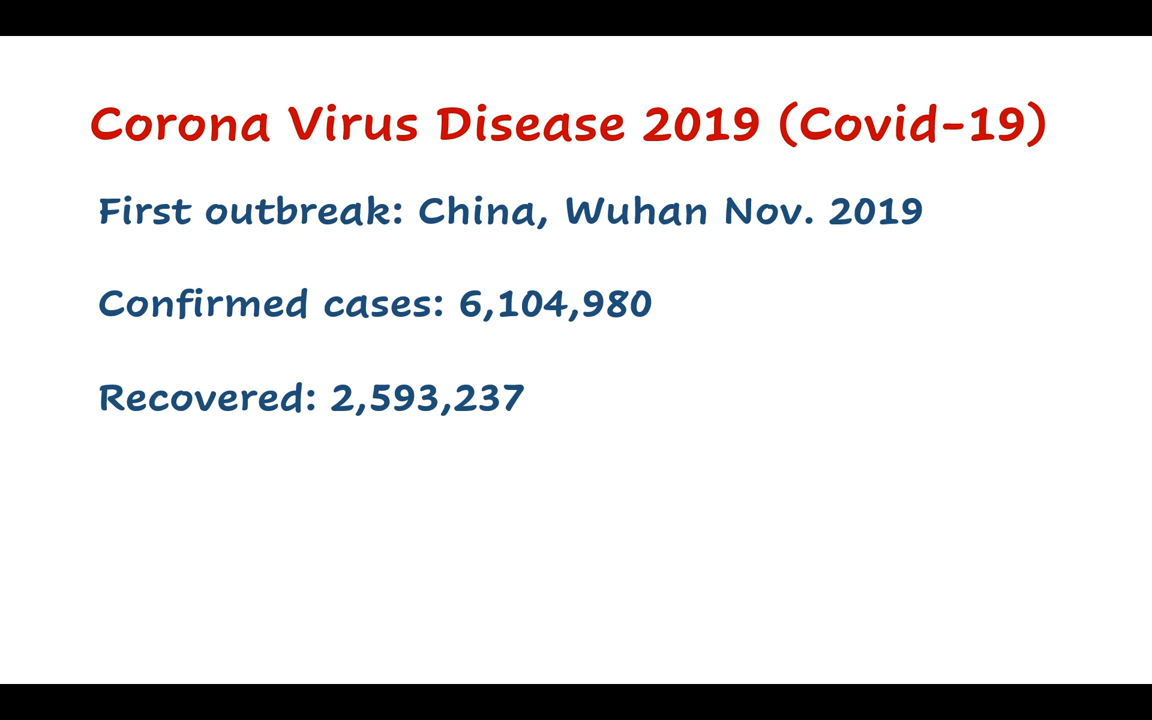 Corona Virus Disease 2019 (Covid-19)
First outbreak: China, Wuhan Nov. 2019
Confirmed cases: 6,104,980
Recovered: 2,593,237